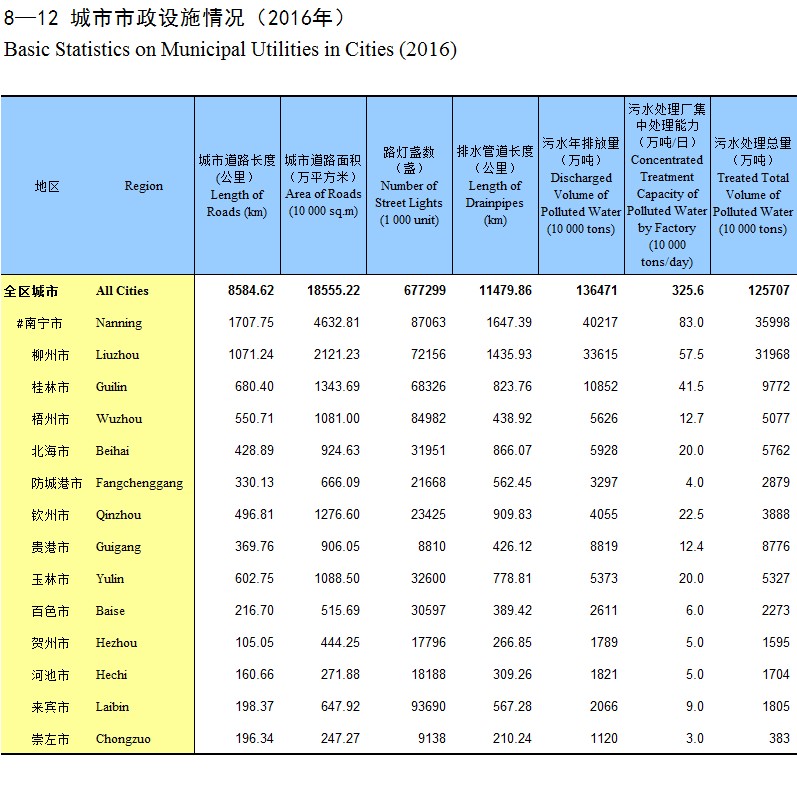 8—12 城市市政设施情况（2016年）
Basic Statistics on Municipal Utilities in Cities (2016)
地区
Region
城市道路长度
(公里)
Length of
Roads (km)
城市道路面积
(万平方米)
Area of Roads
(10 000 sq.m)
路灯盏数
(盏)
Number of
Street Lights
(1 000 unit)
排水管道长度
(公里)
Length of
Drainpipes
(km)
污水年排放量
(万吨)
Discharged
Volume of
Polluted Water
(10 000 tons)
污水处理厂集
中处理能力
(万吨/日)
Concentrated
Treatment
Capacity of
Polluted Water
by Factory
(10 000
tons/day)
污水处理总量
(万吨)
Treated Total
Volume of
Polluted Water
(10 000 tons)
全区城市 All Cities 8584.62 18555.22 677299 11479.86 136471 325.6 125707
#南宁市 Nanning 1707.75 4632.81 87063 1647.39 40217 83.0 35998
柳州市 Liuzhou 1071.24 2121.23 72156 1435.93 33615 57.5 31968
桂林市 Guilin 680.40 1343.69 68326 823.76 10852 41.5 9772
梧州市 Wuzhou 550.71 1081.00 84982 438.92 5626 12.7 5077
北海市 Beihai 428.89 924.63 31951 866.07 5928 20.0 5762
防城港市 Fangchenggang 330.13 666.09 21668 562.45 3297 4.0 2879
钦州市 Qinzhou 496.81 1276.60 23425 909.83 4055 22.5 3888
贵港市 Guigang 369.76 906.05 8810 426.12 8819 12.4 8776
玉林市 Yulin 602.75 1088.50 32600 778.81 5373 20.0 5327
百色市 Baise 216.70 515.69 30597 389.42 2611 6.0 2273
贺州市 Hezhou 105.05 444.25 17796 266.85 1789 5.0 1595
河池市 Hechi 160.66 271.88 18188 309.26 1821 5.0 1704
来宾市 Laibin 198.37 647.92 93690 567.28 2066 9.0 1805
崇左市 Chongzuo 196.34 247.27 9138 210.24 1120 3.0 383